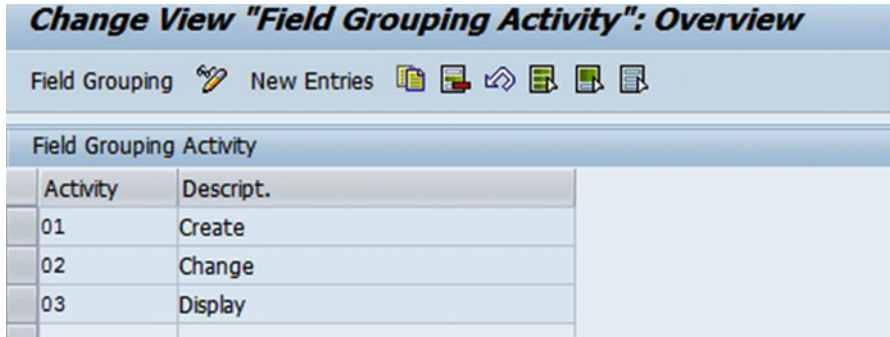 Change View "Field Grouping Activity": Overview
Field Grouping New Entries
Field Grouping Activity
Activity Descript.
01 Create
02 Change
03 Display